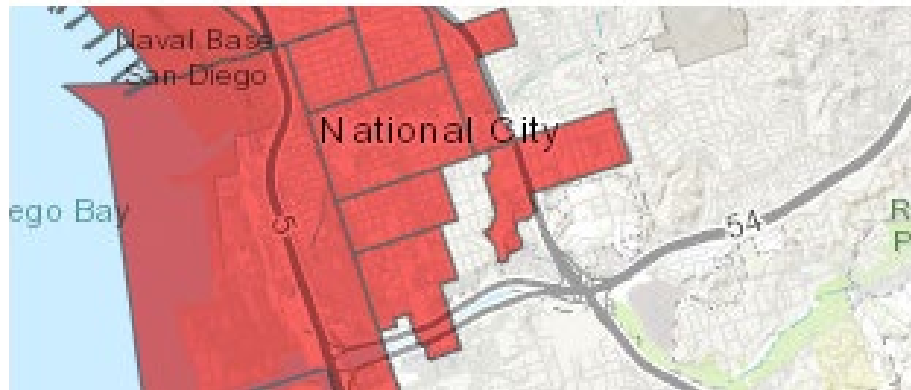 Naval Base
San Diego
National City
ego Bay
5
54
R
P